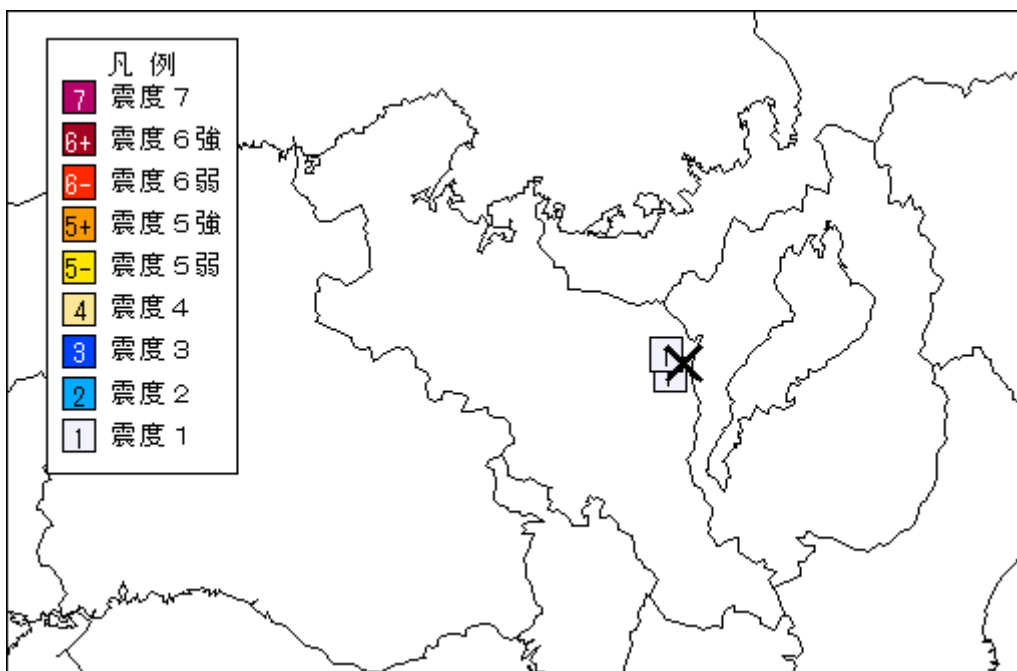 凡 例
7 震度７
6+ 震度６強
6- 震度６弱
5+ 震度５強
5- 震度５弱
4 震度４
3 震度３
2 震度２
1 震度１
1
1